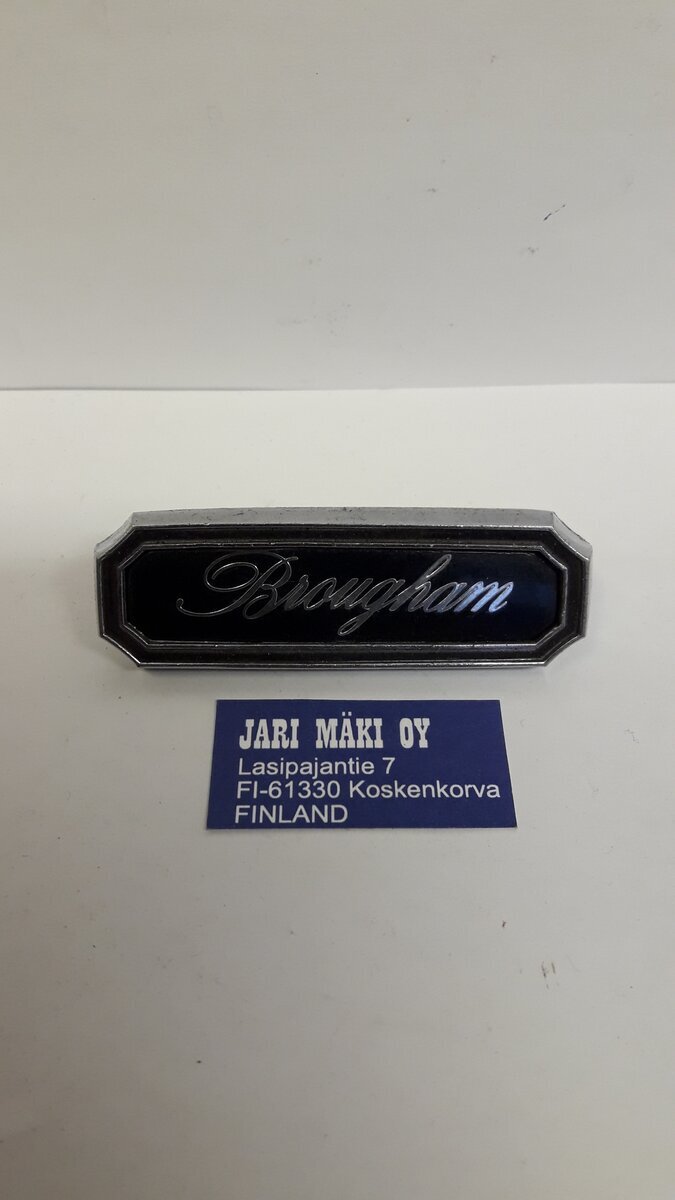 Brougham
JARI MÄKI OY
Lasipajantie 7
FI-61330 Koskenkorva
FINLAND